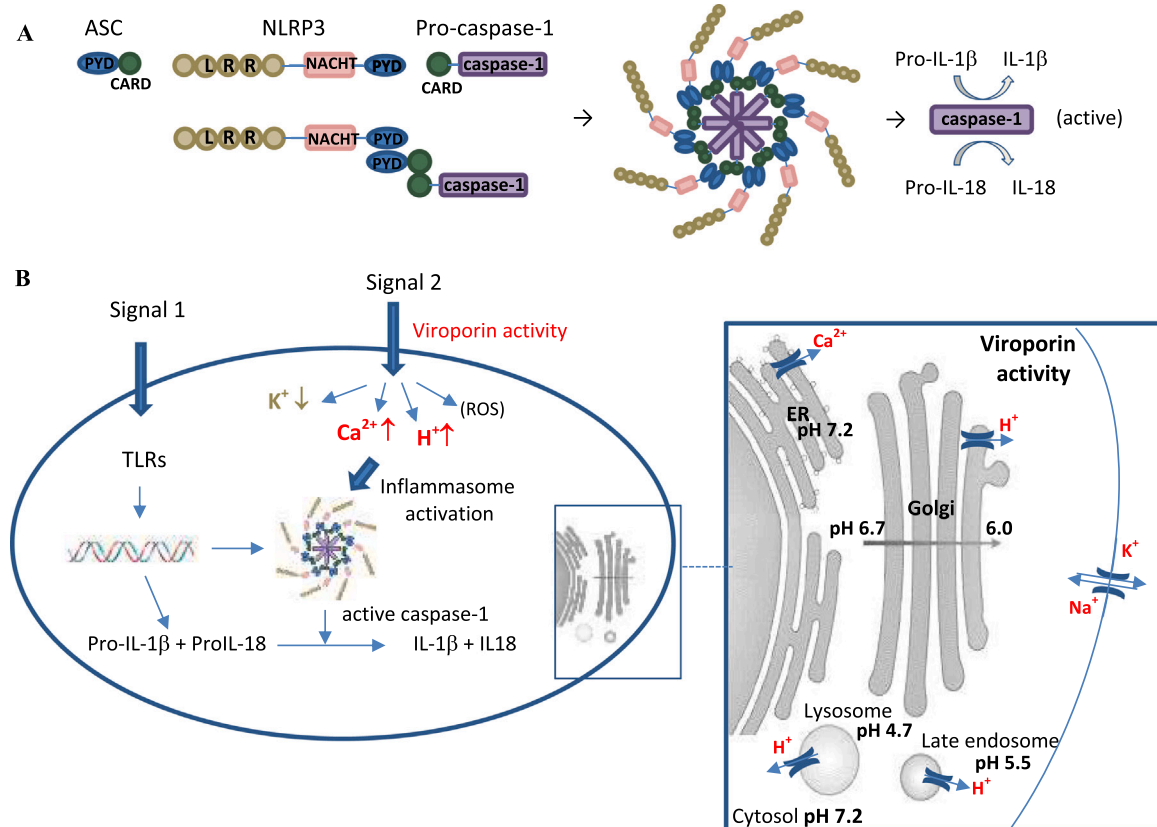 A
ASC
NLRP3
Pro-caspase-1
PYD
CARD
L R R
NACHT
PYD
caspase-1
CARD
L R R
NACHT
PYD
PYD
caspase-1
→
→
Pro-IL-1β
IL-1β
caspase-1
(active)
Pro-IL-18
IL-18
B
Signal 1
Signal 2
Viroporin activity
K⁺ ↓
Ca²⁺ ↑
H⁺ ↑
(ROS)
TLRs
Inflammasome
activation
active caspase-1
Pro-IL-1β + ProIL-18
IL-1β + IL18
Ca²⁺
Viroporin
activity
ER
pH 7.2
H⁺
Golgi
pH 6.7
6.0
K⁺
Na⁺
Lysosome
pH 4.7
H⁺
Late endosome
pH 5.5
H⁺
Cytosol pH 7.2